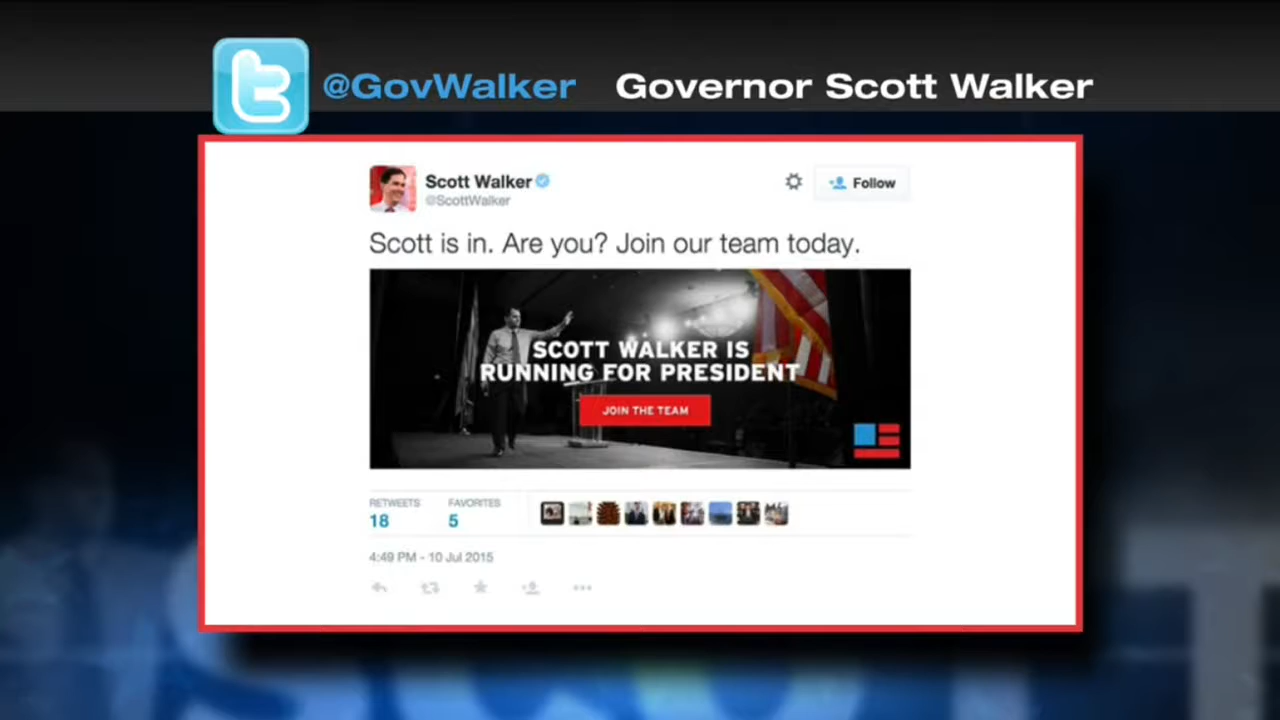 @GovWalker Governor Scott Walker
Scott Walker
@ScottWalker
Follow
Scott is in. Are you? Join our team today.
SCOTT WALKER IS
RUNNING FOR PRESIDENT
JOIN THE TEAM
RETWEETS FAVORITES
18 5
4:49 PM - 10 Jul 2015